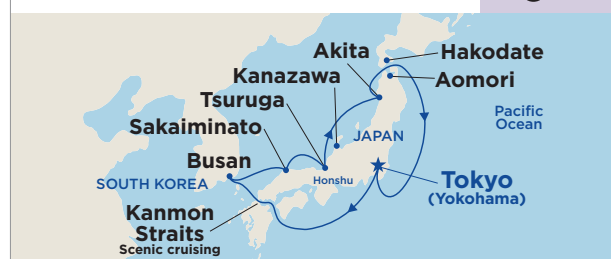 Akita
Hakodate
Kanazawa
Aomori
Tsuruga
Pacific
Ocean
Sakaiminato
JAPAN
Busan
SOUTH KOREA
Honshu
Tokyo
(Yokohama)
Kanmon
Straits
Scenic cruising